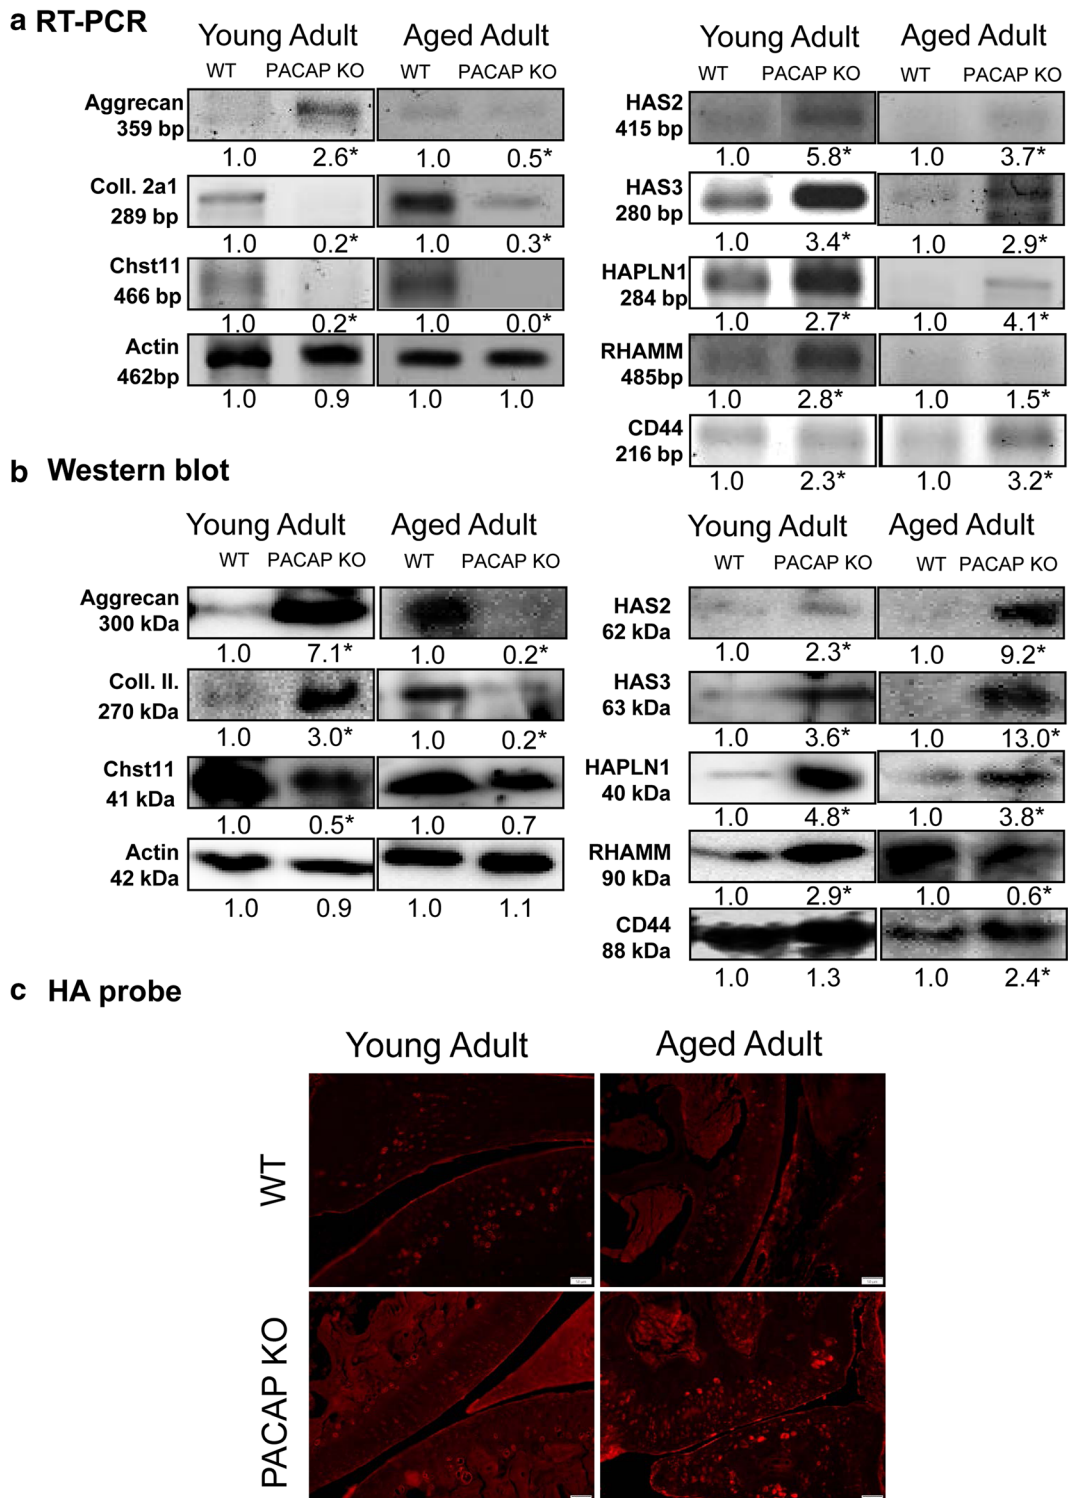 a RT-PCR
Young Adult Aged Adult
WT PACAP KO WT PACAP KO
Aggrecan
359 bp
1.0 2.6* 1.0 0.5*
Coll. 2a1
289 bp
1.0 0.2* 1.0 0.3*
Chst11
466 bp
1.0 0.2* 1.0 0.0*
Actin
462bp
1.0 0.9 1.0 1.0
Young Adult Aged Adult
WT PACAP KO WT PACAP KO
HAS2
415 bp
1.0 5.8* 1.0 3.7*
HAS3
280 bp
1.0 3.4* 1.0 2.9*
HAPLN1
284 bp
1.0 2.7* 1.0 4.1*
RHAMM
485bp
1.0 2.8* 1.0 1.5*
CD44
216 bp
1.0 2.3* 1.0 3.2*
b Western blot
Young Adult Aged Adult
WT PACAP KO WT PACAP KO
Aggrecan
300 kDa
1.0 7.1* 1.0 0.2*
Coll. II.
270 kDa
1.0 3.0* 1.0 0.2*
Chst11
41 kDa
1.0 0.5* 1.0 0.7
Actin
42 kDa
1.0 0.9 1.0 1.1
Young Adult Aged Adult
WT PACAP KO WT PACAP KO
HAS2
62 kDa
1.0 2.3* 1.0 9.2*
HAS3
63 kDa
1.0 3.6* 1.0 13.0*
HAPLN1
40 kDa
1.0 4.8* 1.0 3.8*
RHAMM
90 kDa
1.0 2.9* 1.0 0.6*
CD44
88 kDa
1.0 1.3 1.0 2.4*
c HA probe
Young Adult Aged Adult
WT
PACAP KO